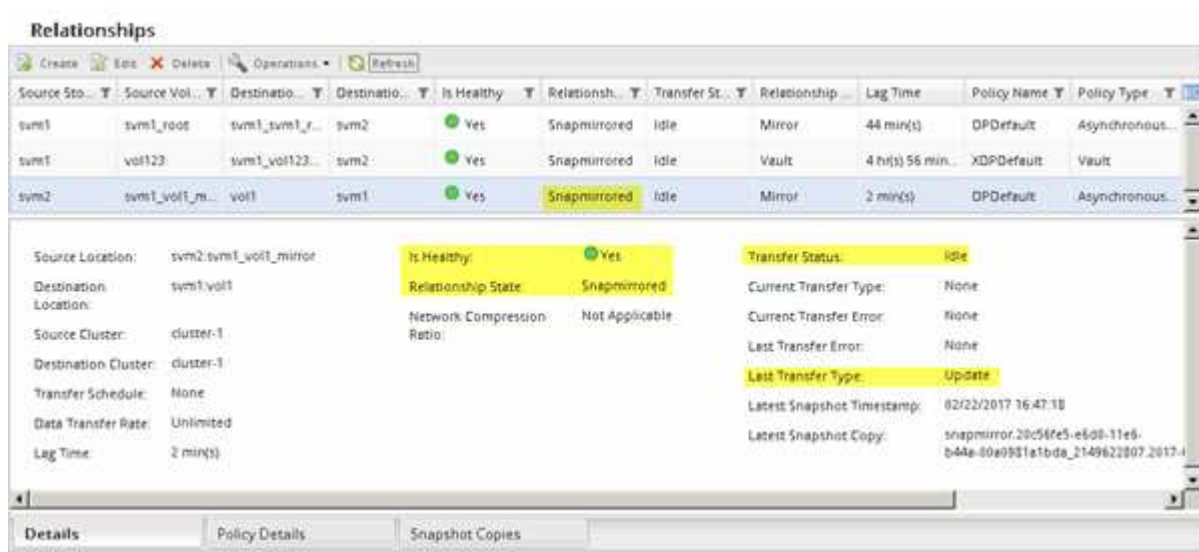 Relationships
Create Edit Delete Operations Refresh
Source Sto... Source Vol... Destinatio... Destinatio... Is Healthy Relationsh... Transfer St... Relationship ... Lag Time Policy Name Policy Type
svm1 svm1_root svm1_svm1_r... svm2 Yes Snapmirrored Idle Mirror 44 min(s) DPDefault Asynchronous...
svm1 vol123 svm1_vol123... svm2 Yes Snapmirrored Idle Vault 4 hr(s) 56 min... XDPDefault Vault
svm2 svm1_vol1_m... vol1 svm1 Yes Snapmirrored Idle Mirror 2 min(s) DPDefault Asynchronous...
Source Location: svm2:svm1_vol1_mirror Is Healthy: Yes Transfer Status: Idle
Destination Location: svm1:vol1 Relationship State: Snapmirrored Current Transfer Type: None
Source Cluster: cluster-1 Network Compression Ratio: Not Applicable Current Transfer Error: None
Destination Cluster: cluster-1 Last Transfer Error: None
Transfer Schedule: None Last Transfer Type: Update
Data Transfer Rate: Unlimited Latest Snapshot Timestamp: 02/22/2017 16:47:18
Lag Time: 2 min(s) Latest Snapshot Copy: snapmirror.20c56fe5-e6d0-11e6-
b44a-00a0981a1bda_2149622807.2017-
Details Policy Details Snapshot Copies